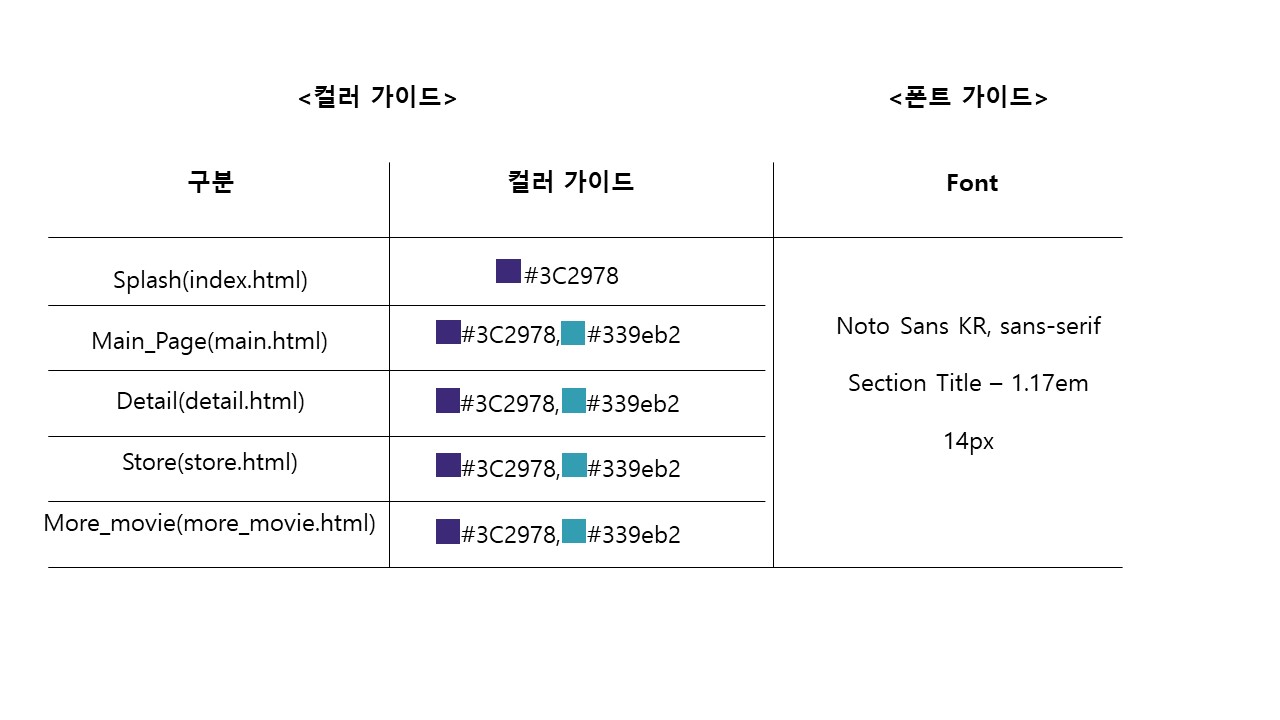 <컬러 가이드> <폰트 가이드>
구분 컬러 가이드 Font
Splash(index.html) #3C2978
Main_Page(main.html) #3C2978, #339eb2
Detail(detail.html) #3C2978, #339eb2
Store(store.html) #3C2978, #339eb2
More_movie(more_movie.html) #3C2978, #339eb2
Noto Sans KR, sans-serif
Section Title – 1.17em
14px